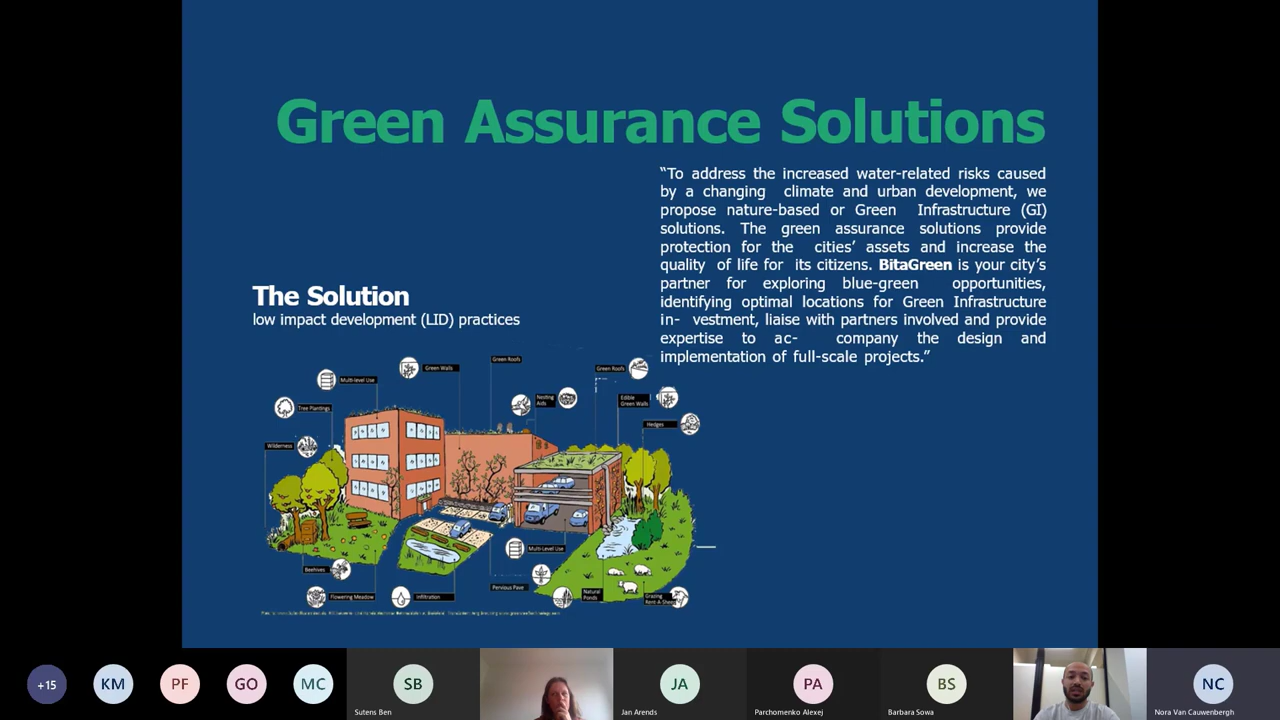 Green Assurance Solutions
“To address the increased water-related risks caused
by a changing climate and urban development, we
propose nature-based or Green Infrastructure (GI)
solutions. The green assurance solutions provide
protection for the cities’ assets and increase the
quality of life for its citizens. BitaGreen is your city’s
partner for exploring blue-green opportunities,
identifying optimal locations for Green Infrastructure
in- vestment, liaise with partners involved and provide
expertise to ac- company the design and
implementation of full-scale projects.”
The Solution
low impact development (LID) practices
Green Roofs
Green Walls
Green Roofs
Multi-level Use
Nesting
Aids
Edible
Green Walls
Tree Plantings
Hedges
Wilderness
Multi-Level Use
Beehives
Pervious Pave
Flowering Meadow
Infiltration
Natural
Ponds
Grazing
Rent-A-Sheep
+15
KM
PF
GO
MC
SB
JA
PA
BS
NC
Sutens Ben
Jan Arends
Parchomenko Alexej
Barbara Sowa
Nora Van Cauwenbergh